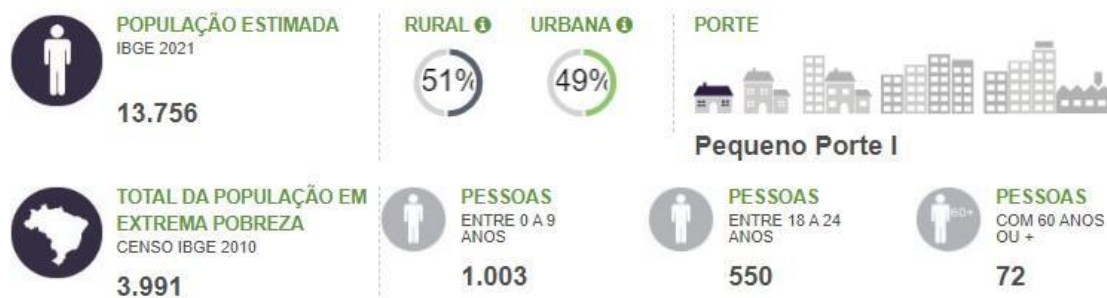 POPULAÇÃO ESTIMADA
IBGE 2021
13.756
RURAL
51%
URBANA
49%
PORTE
Pequeno Porte I
TOTAL DA POPULAÇÃO EM
EXTREMA POBREZA
CENSO IBGE 2010
3.991
PESSOAS
ENTRE 0 A 9
ANOS
1.003
PESSOAS
ENTRE 18 A 24
ANOS
550
60+
PESSOAS
COM 60 ANOS
OU +
72